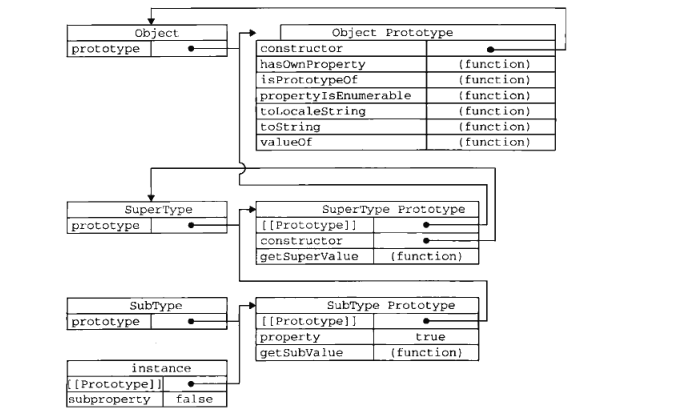 Object
prototype
Object Prototype
constructor
hasOwnProperty (function)
isPrototypeOf (function)
propertyIsEnumerable (function)
toLocaleString (function)
toString (function)
valueOf (function)
SuperType
prototype
SuperType Prototype
[[Prototype]]
constructor
getSuperValue (function)
SubType
prototype
SubType Prototype
[[Prototype]]
property true
getSubValue (function)
instance
[[Prototype]]
subproperty false